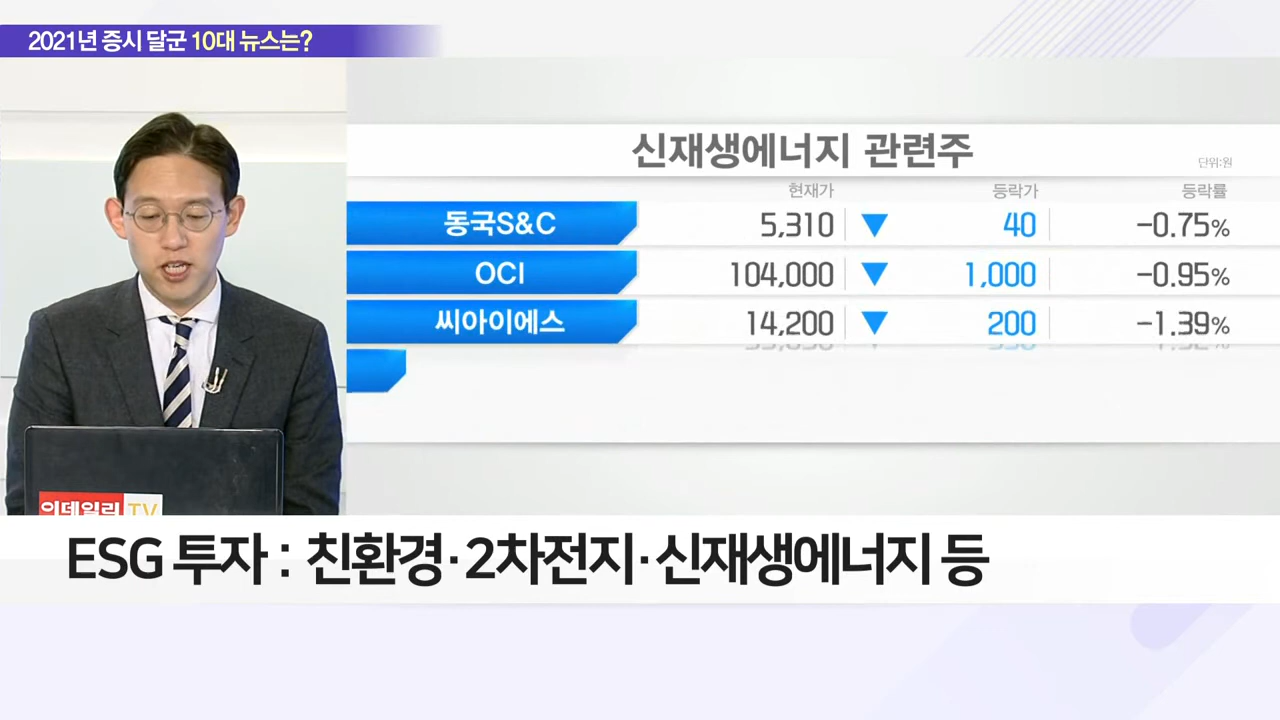 2021년 증시 달군 10대 뉴스는?
신재생에너지 관련주
단위:원
현재가 등락가 등락률
동국S&C 5,310 ▼ 40 -0.75%
OCI 104,000 ▼ 1,000 -0.95%
씨아이에스 14,200 ▼ 200 -1.39%
이데일리 TV
ESG 투자 : 친환경·2차전지·신재생에너지 등